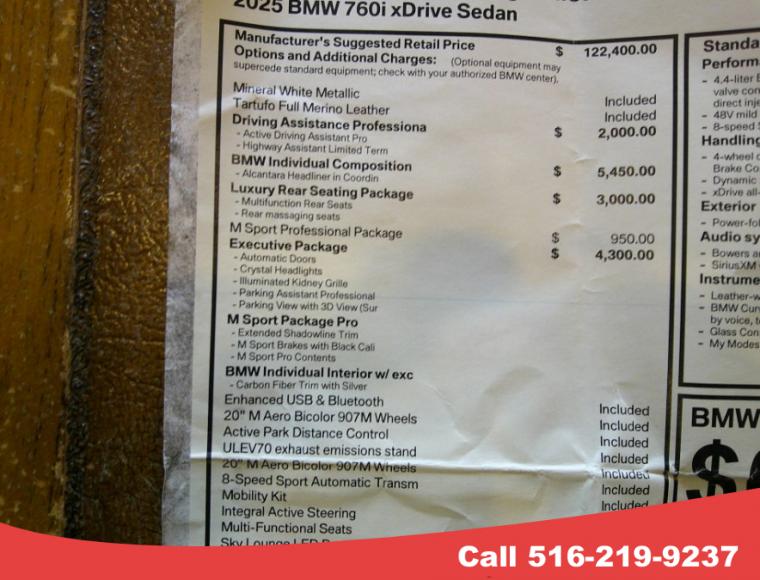 2025 BMW 760i xDrive Sedan
Manufacturer's Suggested Retail Price $ 122,400.00
Options and Additional Charges: (Optional equipment may
supercede standard equipment; check with your authorized BMW center).
Mineral White Metallic Included
Tartufo Full Merino Leather Included
Driving Assistance Professiona $ 2,000.00
- Active Driving Assistant Pro
- Highway Assistant Limited Term
BMW Individual Composition $ 5,450.00
- Alcantara Headliner in Coordin
Luxury Rear Seating Package $ 3,000.00
- Multifunction Rear Seats
- Rear massaging seats
M Sport Professional Package $ 950.00
Executive Package $ 4,300.00
- Automatic Doors
- Crystal Headlights
- Illuminated Kidney Grille
- Parking Assistant Professional
- Parking View with 3D View (Sur
M Sport Package Pro
- Extended Shadowline Trim
- M Sport Brakes with Black Cali
- M Sport Pro Contents
BMW Individual Interior w/ exc
- Carbon Fiber Trim with Silver
Enhanced USB & Bluetooth Included
20" M Aero Bicolor 907M Wheels Included
Active Park Distance Control Included
ULEV70 exhaust emissions stand Included
20" M Aero Bicolor 907M Wheels Included
8-Speed Sport Automatic Transm Included
Mobility Kit Included
Integral Active Steering
Multi-Functional Seats
Sky Lounge LED
Standa
Perform
- 4.4-liter
valve con
direct inje
- 48V mild
- 8-speed
Handling
- 4-wheel
Brake Co
- Dynamic
- xDrive all-
Exterior
- Power-fol
Audio sy
- Bowers a
- SiriusXM
Instrume
- Leather-w
- BMW Cur
by voice, t
- Glass Con
- My Modes
BMW
$
Call 516-219-9237